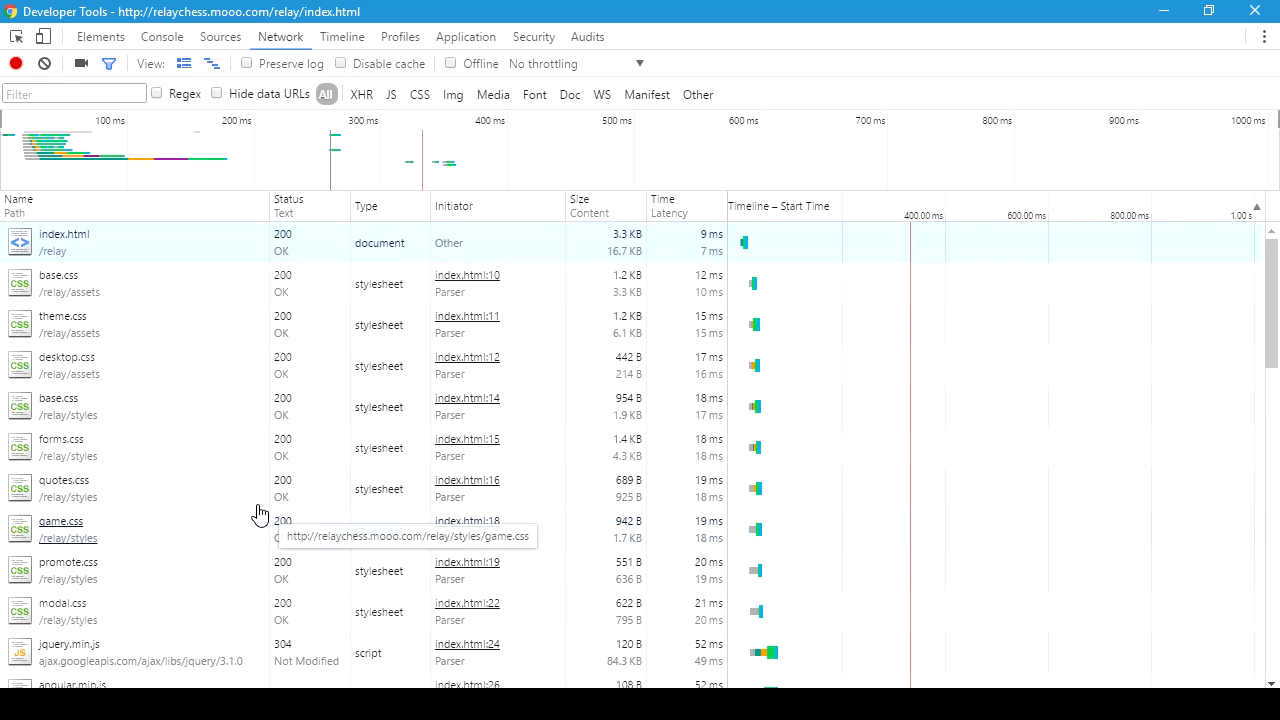 Developer Tools - http://relaychess.mooo.com/relay/index.html
Elements Console Sources Network Timeline Profiles Application Security Audits
View: Preserve log Disable cache Offline No throttling
Filter Regex Hide data URLs All XHR JS CSS Img Media Font Doc WS Manifest Other
100 ms 200 ms 300 ms 400 ms 500 ms 600 ms 700 ms 800 ms 900 ms 1000 ms
Name Status Type Initiator Size Time Timeline – Start Time
Path Text Content Latency 400.00 ms 600.00 ms 800.00 ms 1.00 s
index.html 200 document Other 3.3 KB 9 ms
/relay OK 16.7 KB 7 ms
base.css 200 stylesheet index.html:10 1.2 KB 12 ms
/relay/assets OK Parser 3.3 KB 10 ms
theme.css 200 stylesheet index.html:11 1.2 KB 15 ms
/relay/assets OK Parser 6.1 KB 15 ms
desktop.css 200 stylesheet index.html:12 442 B 17 ms
/relay/assets OK Parser 214 B 16 ms
base.css 200 stylesheet index.html:14 954 B 18 ms
/relay/styles OK Parser 1.9 KB 17 ms
forms.css 200 stylesheet index.html:15 1.4 KB 18 ms
/relay/styles OK Parser 4.3 KB 18 ms
quotes.css 200 stylesheet index.html:16 689 B 19 ms
/relay/styles OK Parser 925 B 18 ms
game.css 200 index.html:18 942 B 19 ms
/relay/styles http://relaychess.mooo.com/relay/styles/game.css 1.7 KB 18 ms
promote.css 200 stylesheet index.html:19 551 B 20 ms
/relay/styles OK Parser 636 B 19 ms
modal.css 200 stylesheet index.html:22 622 B 21 ms
/relay/styles OK Parser 795 B 20 ms
jquery.min.js 304 script index.html:24 120 B 52 ms
ajax.googleapis.com/ajax/libs/jquery/3.1.0 Not Modified Parser 84.3 KB 49 ms
angular.min.js index.html:26 108 B 52 ms